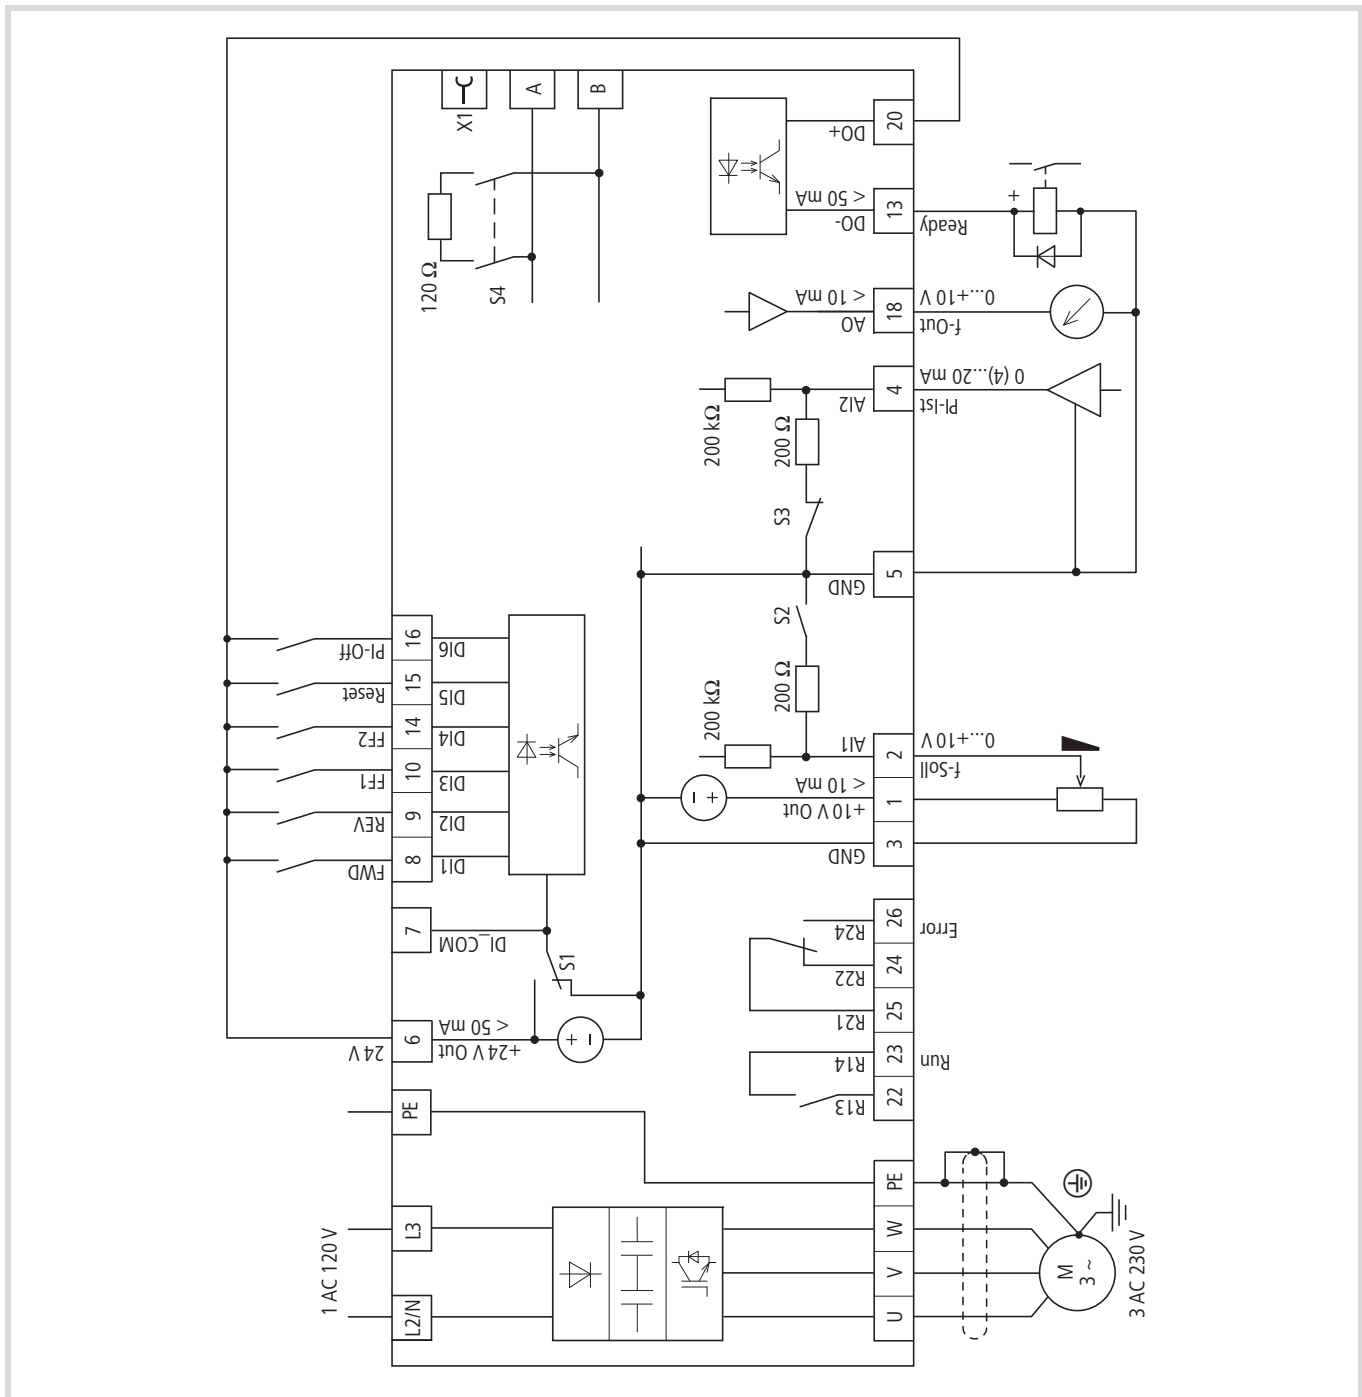 X1
A
B
120 Ω
S4
DO+
20
< 50 mA
DO-
13
Ready
+
< 10 mA
AO
18
0...+10 V
f-Out
AI2
4
0 (4)...20 mA
PI-Ist
200 kΩ
200 Ω
S3
GND
5
S2
200 kΩ
200 Ω
AI1
2
0...+10 V
f-Soll
< 10 mA
+10 V Out
1
GND
3
- +
PI-Off
16
DI6
Reset
15
DI5
FF2
14
DI4
FF1
10
DI3
REV
9
DI2
FWD
8
DI1
7
DI_COM
S1
24 V
6
< 50 mA
+24 V Out
+ -
R24
26
Error
R22
24
R21
25
R14
23
Run
R13
22
PE
PE
L3
L2/N
1 AC 120 V
W
V
U
M
3 ~
3 AC 230 V